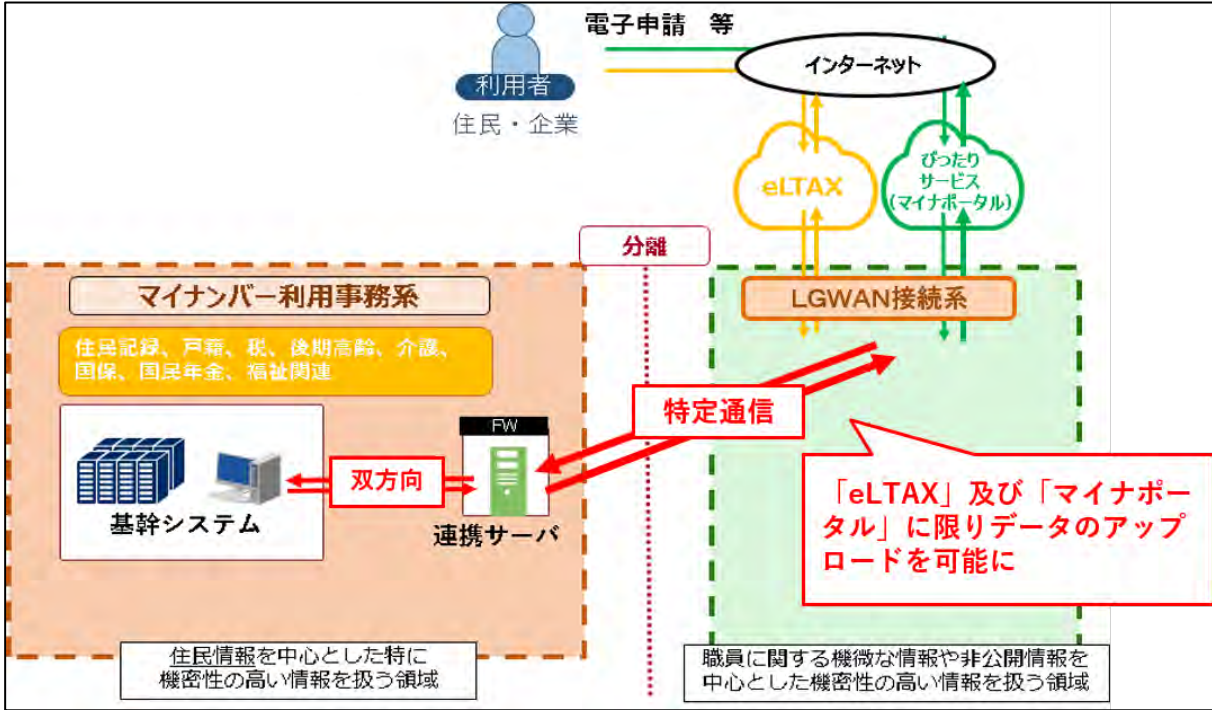 電子申請 等
インターネット
利用者
住民・企業
eLTAX
ぴったり
サービス
(マイナポータル)
分離
マイナンバー利用事務系
LGWAN接続系
住民記録、戸籍、税、後期高齢、介護、
国保、国民年金、福祉関連
特定通信
FW
双方向
基幹システム
連携サーバ
「eLTAX」及び「マイナポー
タル」に限りデータのアップ
ロードを可能に
住民情報を中心とした特に
機密性の高い情報を扱う領域
職員に関する機微な情報や非公開情報を
中心とした機密性の高い情報を扱う領域